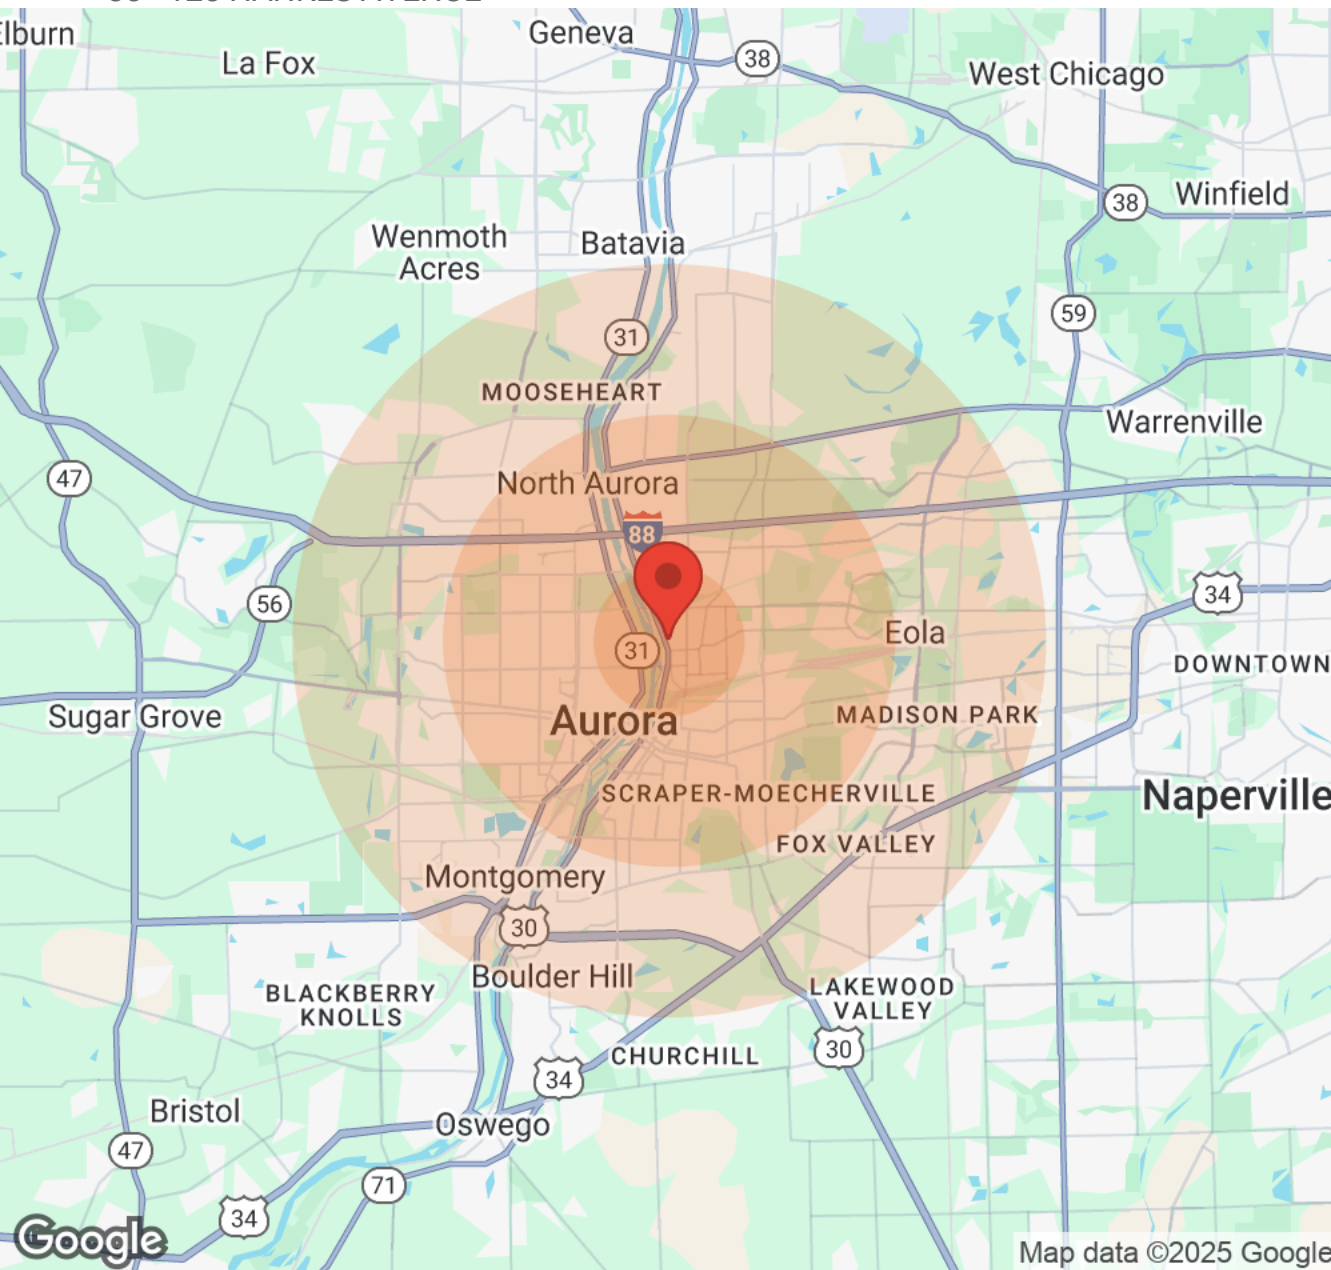 Elburn
Geneva
La Fox
38
West Chicago
Winfield
38
Wenmoth
Acres
Batavia
59
31
MOOSEHEART
Warrenville
47
North Aurora
88
56
34
31
Eola
DOWNTOWN
Sugar Grove
Aurora
MADISON PARK
SCRAPER-MOECHERVILLE
Naperville
FOX VALLEY
Montgomery
30
Boulder Hill
BLACKBERRY
KNOLLS
LAKEWOOD
VALLEY
30
CHURCHILL
34
Bristol
Oswego
47
71
34
Google
Map data ©2025 Google